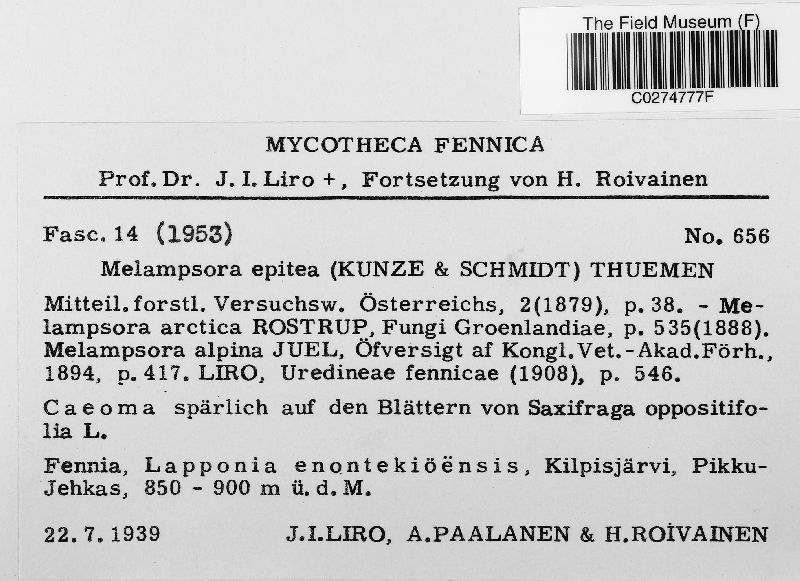 The Field Museum (F)
C0274777F
MYCOTHECA FENNICA
Prof. Dr. J. I. Liro +, Fortsetzung von H. Roivainen
Fasc. 14 (1953) No. 656
Melampsora epitea (KUNZE & SCHMIDT) THUEMEN
Mitteil. forstl. Versuchsw. Österreichs, 2(1879), p. 38. - Me-
lampsora arctica ROSTRUP, Fungi Groenlandiae, p. 535(1888).
Melampsora alpina JUEL, Öfversigt af Kongl. Vet.-Akad. Förh.,
1894, p. 417. LIRO, Uredineae fennicae (1908), p. 546.
Caeoma spärlich auf den Blättern von Saxifraga oppositifo-
lia L.
Fennia, Lapponia enontekiöënsis, Kilpisjärvi, Pikku-
Jehkas, 850 - 900 m ü. d. M.
22. 7. 1939 J.I.LIRO, A.PAALANEN & H.ROİVAINEN